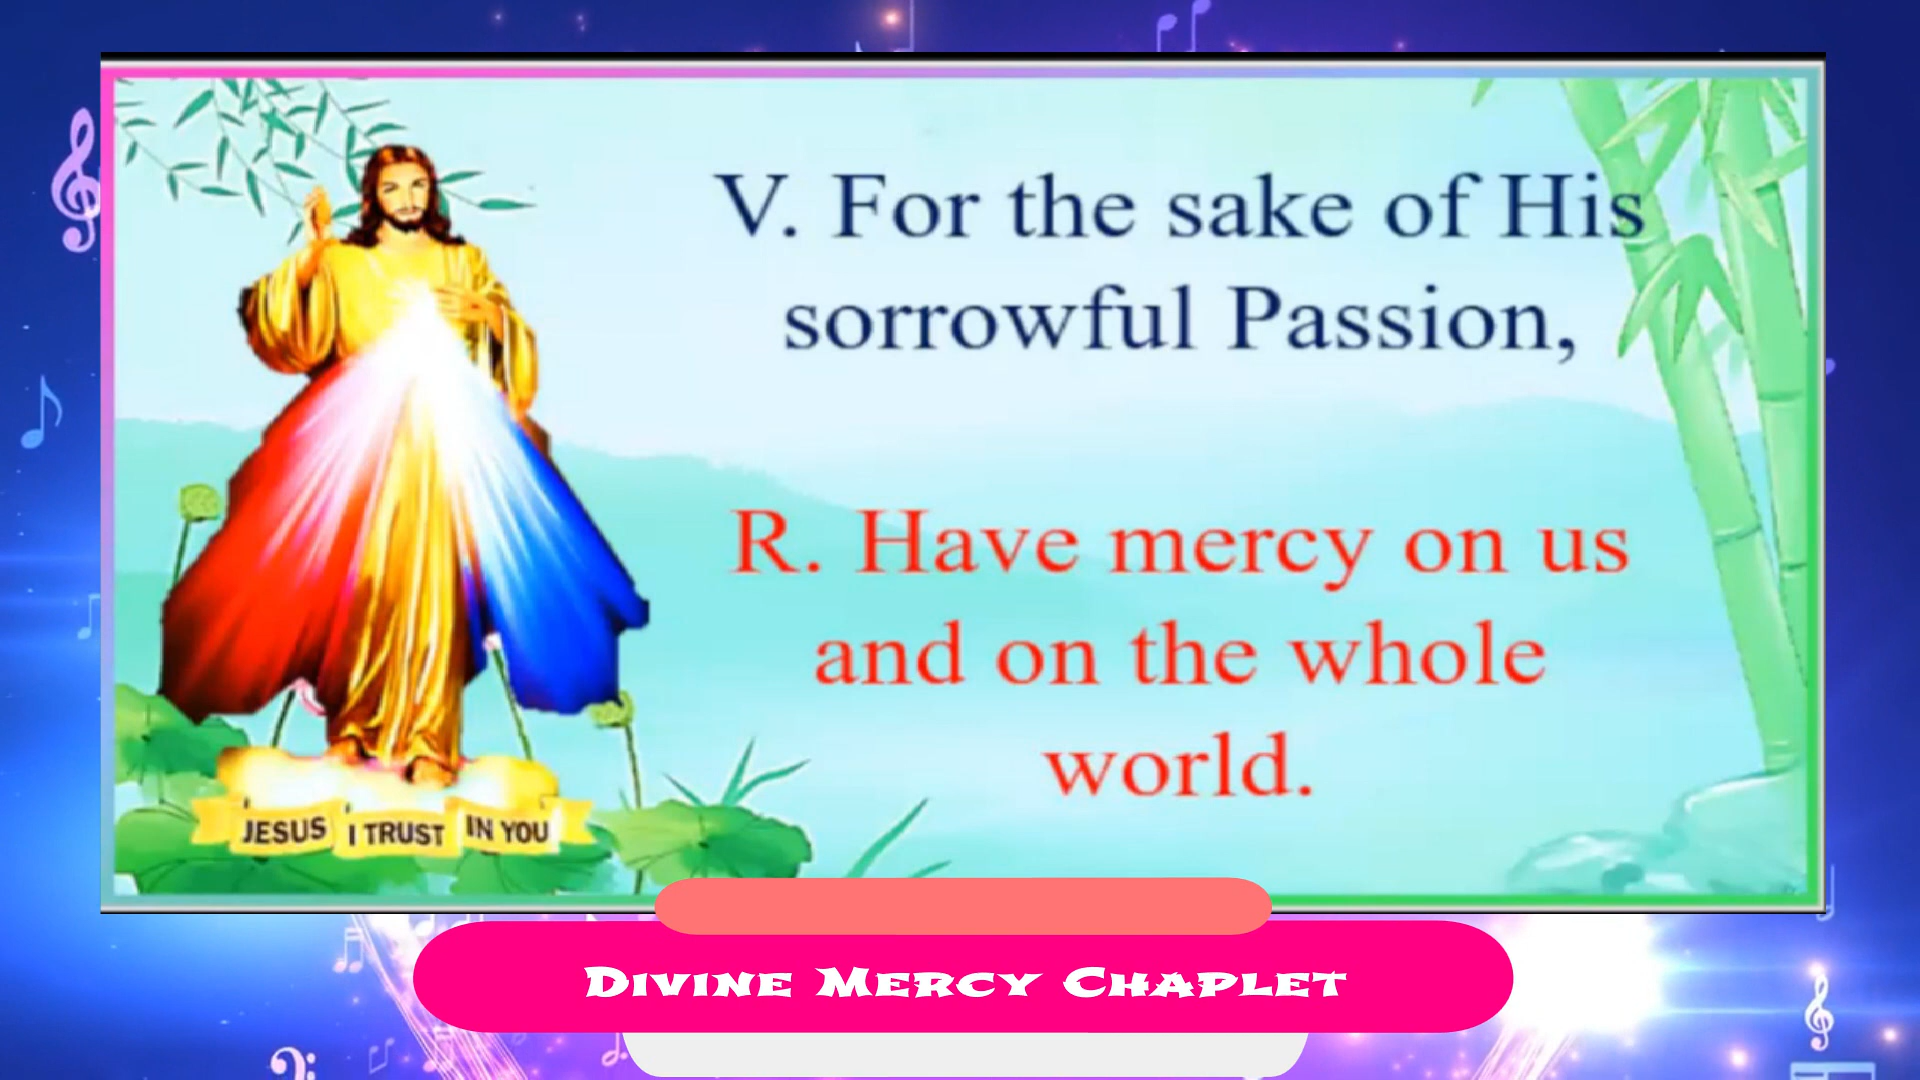 V. For the sake of His
sorrowful Passion,
R. Have mercy on us
and on the whole
world.
JESUS I TRUST IN YOU
Divine Mercy Chaplet